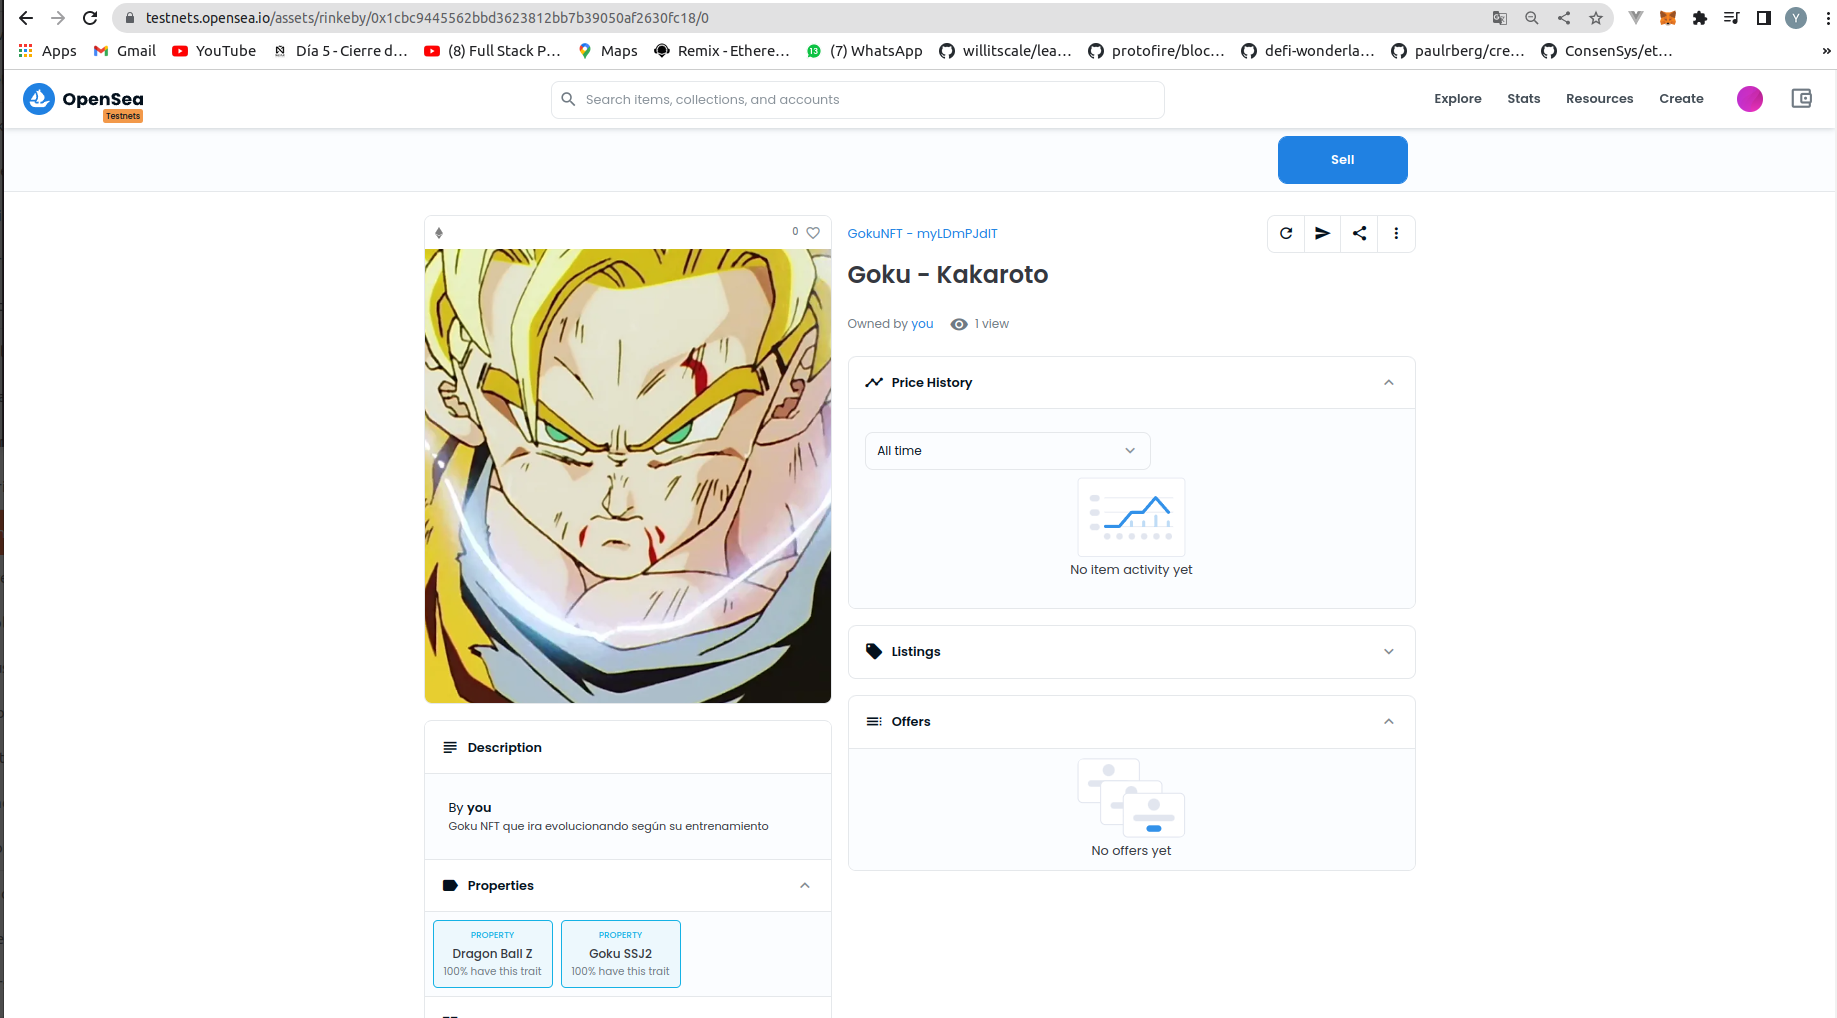 testnets.opensea.io/assets/rinkeby/0x1cbc9445562bbd3623812bb7b39050af2630fc18/0
Y
Apps Gmail YouTube Día 5 - Cierre d... (8) Full Stack P... Maps Remix - Ethere... 13 (7) WhatsApp willitscale/lea... protofire/bloc... defi-wonderla... paulrberg/cre... ConsenSys/et... »
OpenSea
Testnets
Search items, collections, and accounts
Explore Stats Resources Create
Sell
0
GokuNFT - myLDmPJdlT
Goku - Kakaroto
Owned by you 1 view
Price History
All time
No item activity yet
Listings
Offers
No offers yet
Description
By you
Goku NFT que ira evolucionando según su entrenamiento
Properties
PROPERTY
Dragon Ball Z
100% have this trait
PROPERTY
Goku SSJ2
100% have this trait